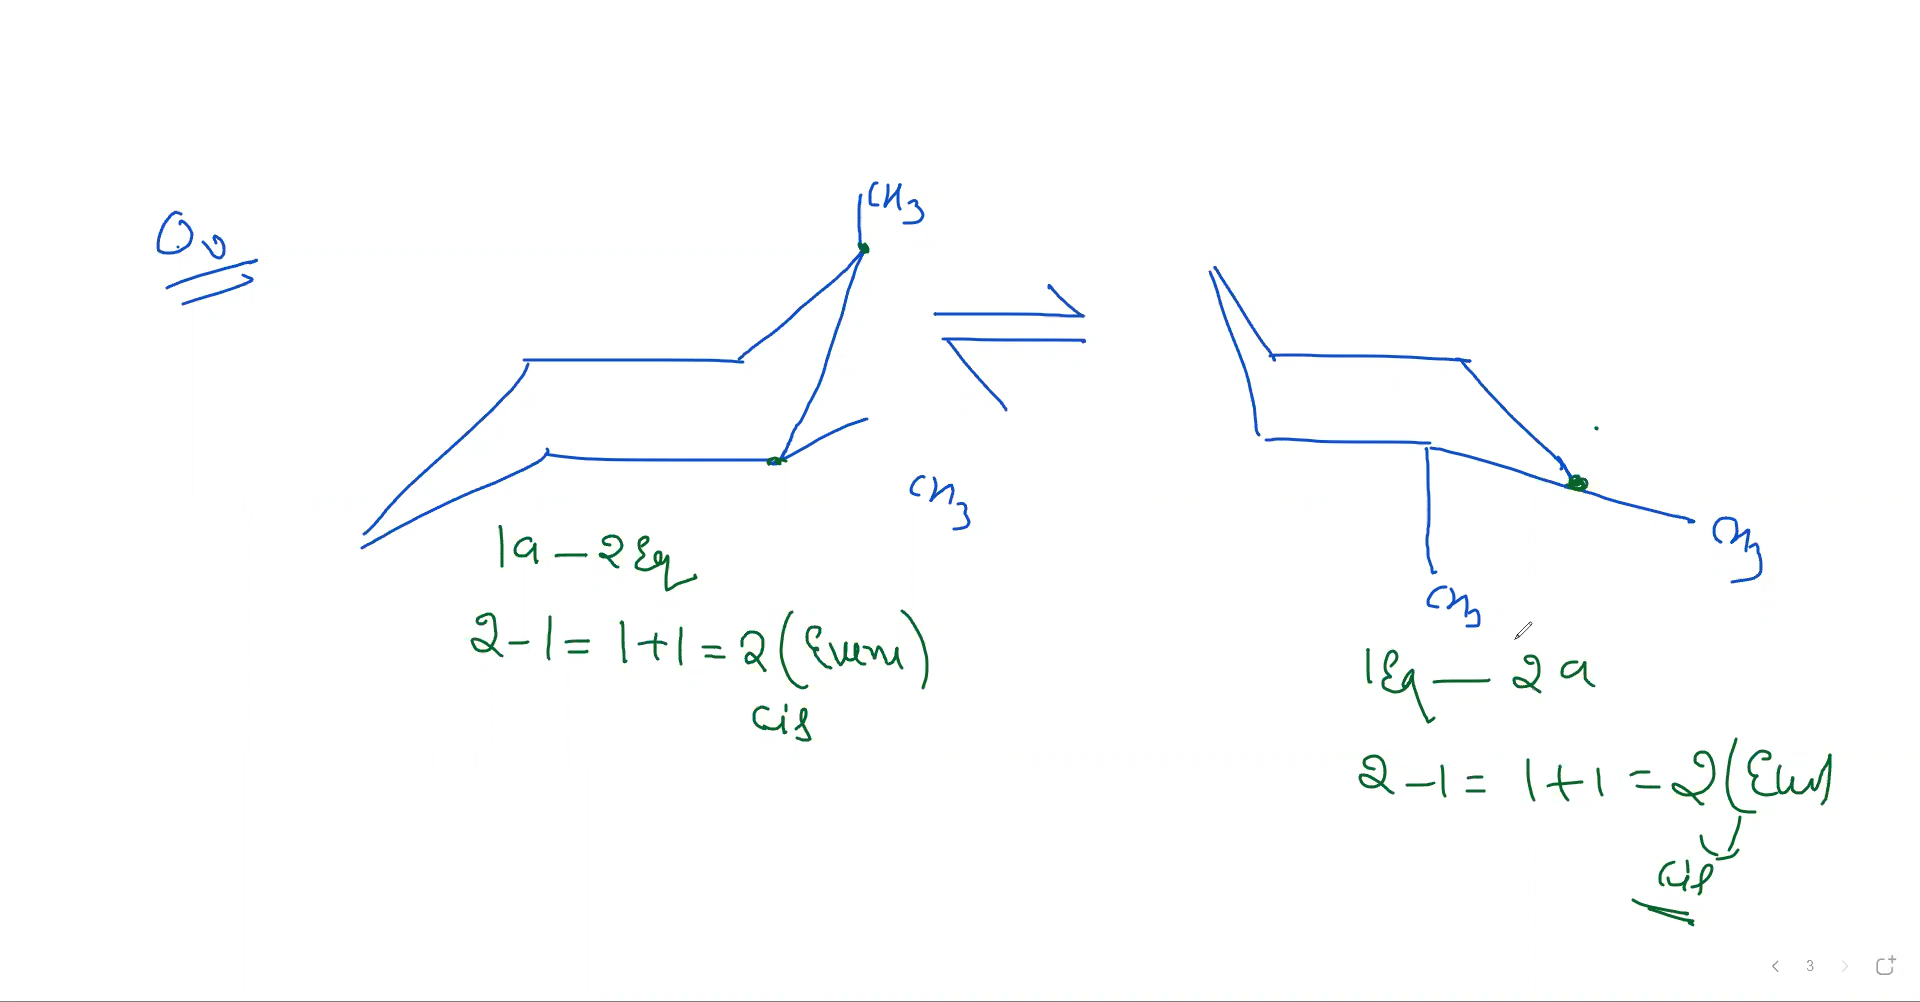 Qv
CH3
CH3
1a – 2Eq
2 - 1 = 1 + 1 = 2 (Even)
cis
CH3
CH3
1Eq — 2a
2 - 1 = 1 + 1 = 2 (Even)
cis
3